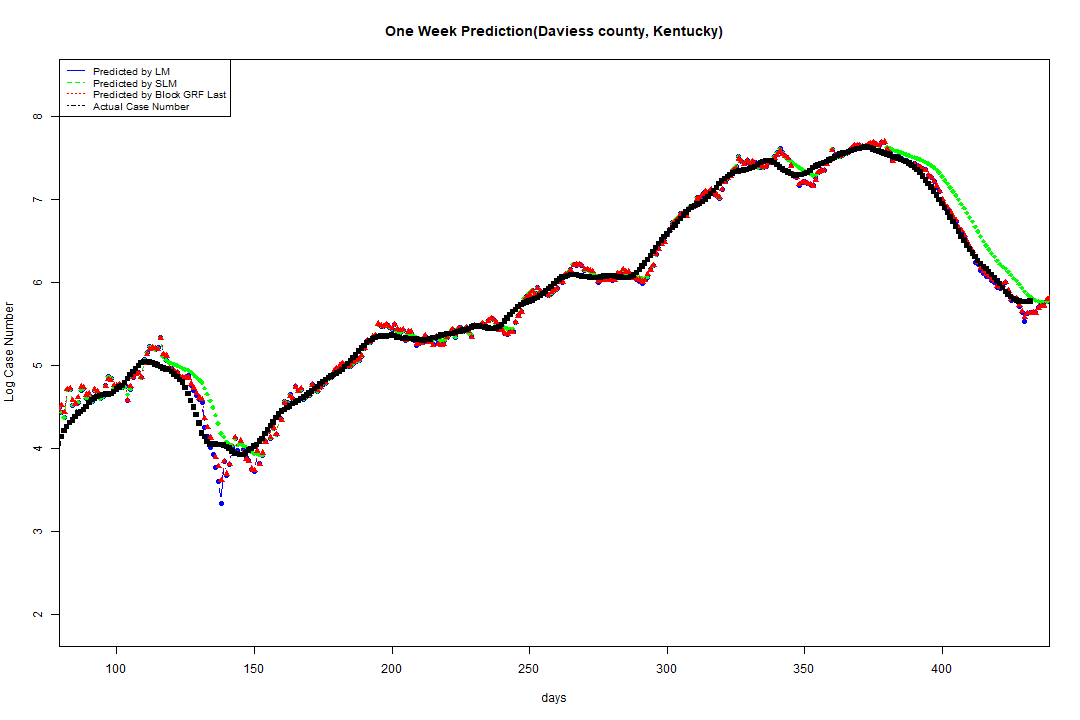 One Week Prediction(Daviess county, Kentucky)
Predicted by LM
Predicted by SLM
Predicted by Block GRF Last
Actual Case Number
8
7
6
5
4
3
2
Log Case Number
100 150 200 250 300 350 400
days